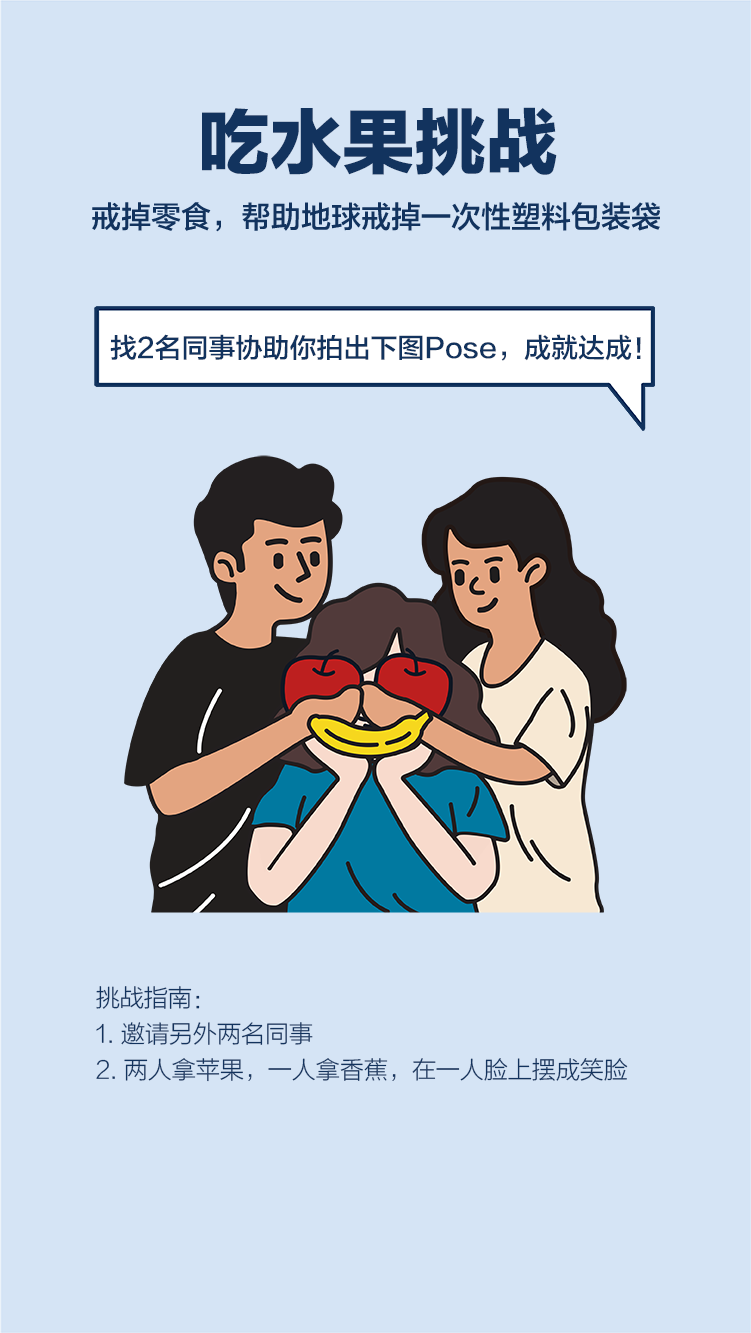 吃水果挑战
戒掉零食，帮助地球戒掉一次性塑料包装袋
找2名同事协助你拍出下图Pose，成就达成！
挑战指南：
1. 邀请另外两名同事
2. 两人拿苹果，一人拿香蕉，在一人脸上摆成笑脸